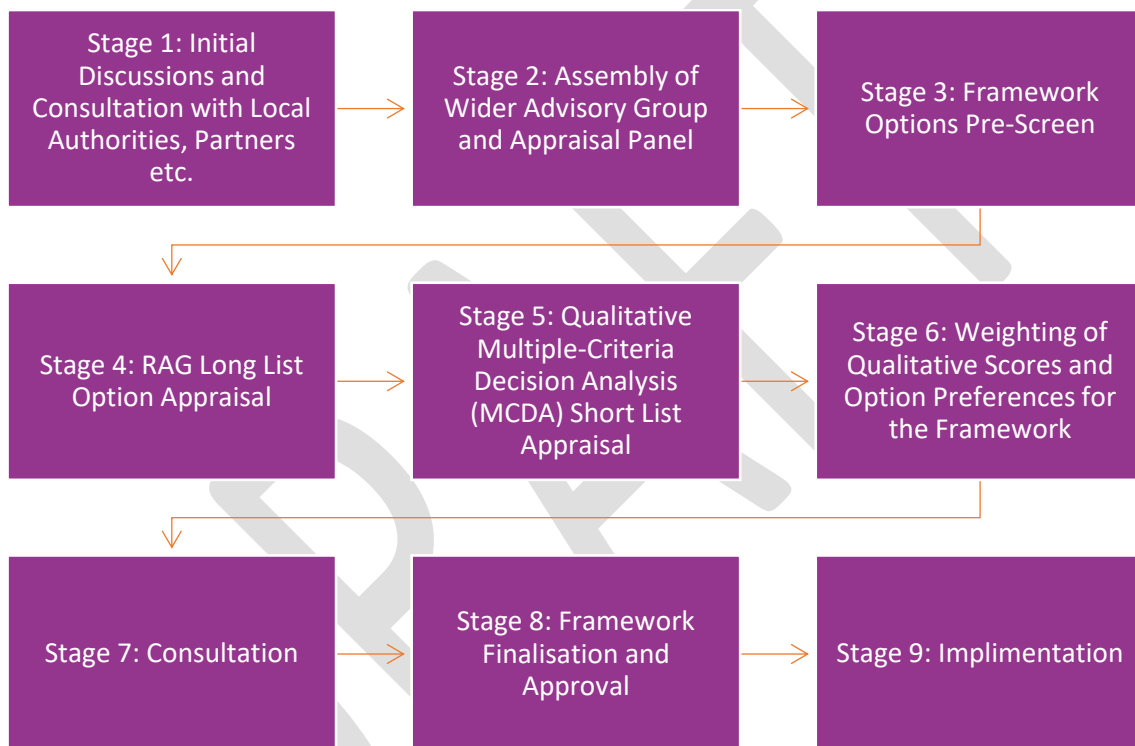 Stage 1: Initial
Discussions and
Consultation with Local
Authorities, Partners
etc.
Stage 2: Assembly of
Wider Advisory Group
and Appraisal Panel
Stage 3: Framework
Options Pre-Screen
Stage 4: RAG Long List
Option Appraisal
Stage 5: Qualitative
Multiple-Criteria
Decision Analysis
(MCDA) Short List
Appraisal
Stage 6: Weighting of
Qualitative Scores and
Option Preferences for
the Framework
Stage 7: Consultation
Stage 8: Framework
Finalisation and
Approval
Stage 9: Implimentation